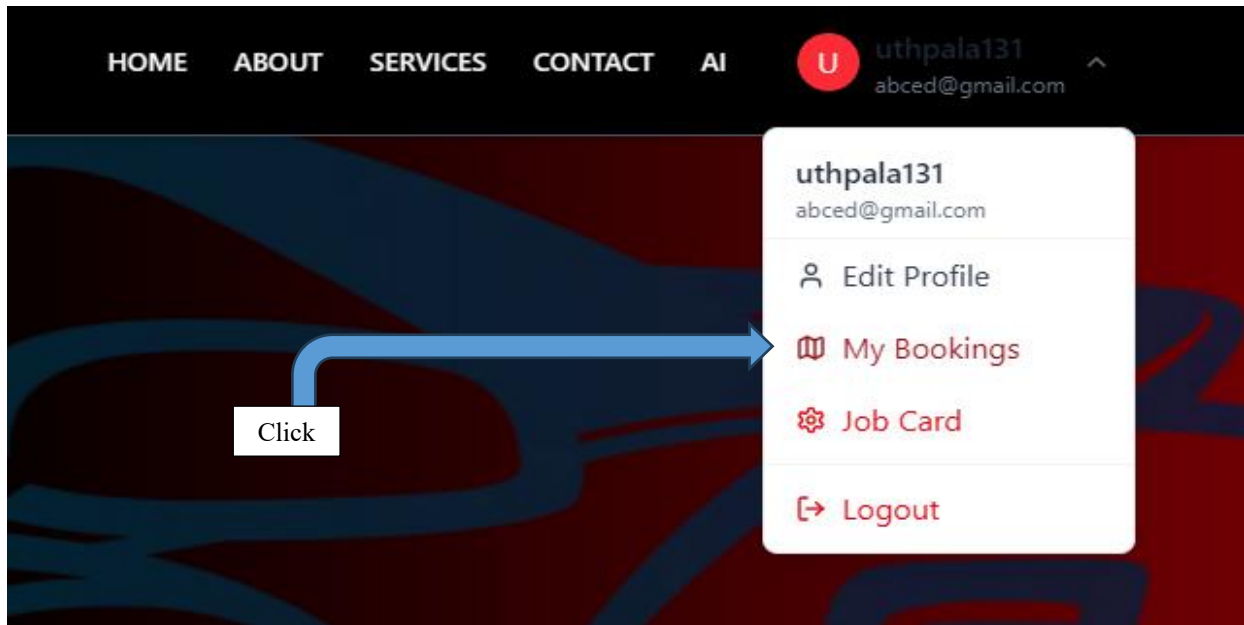 HOME ABOUT SERVICES CONTACT AI U uthpala131
abced@gmail.com
uthpala131
abced@gmail.com
Edit Profile
My Bookings
Job Card
Click
Logout